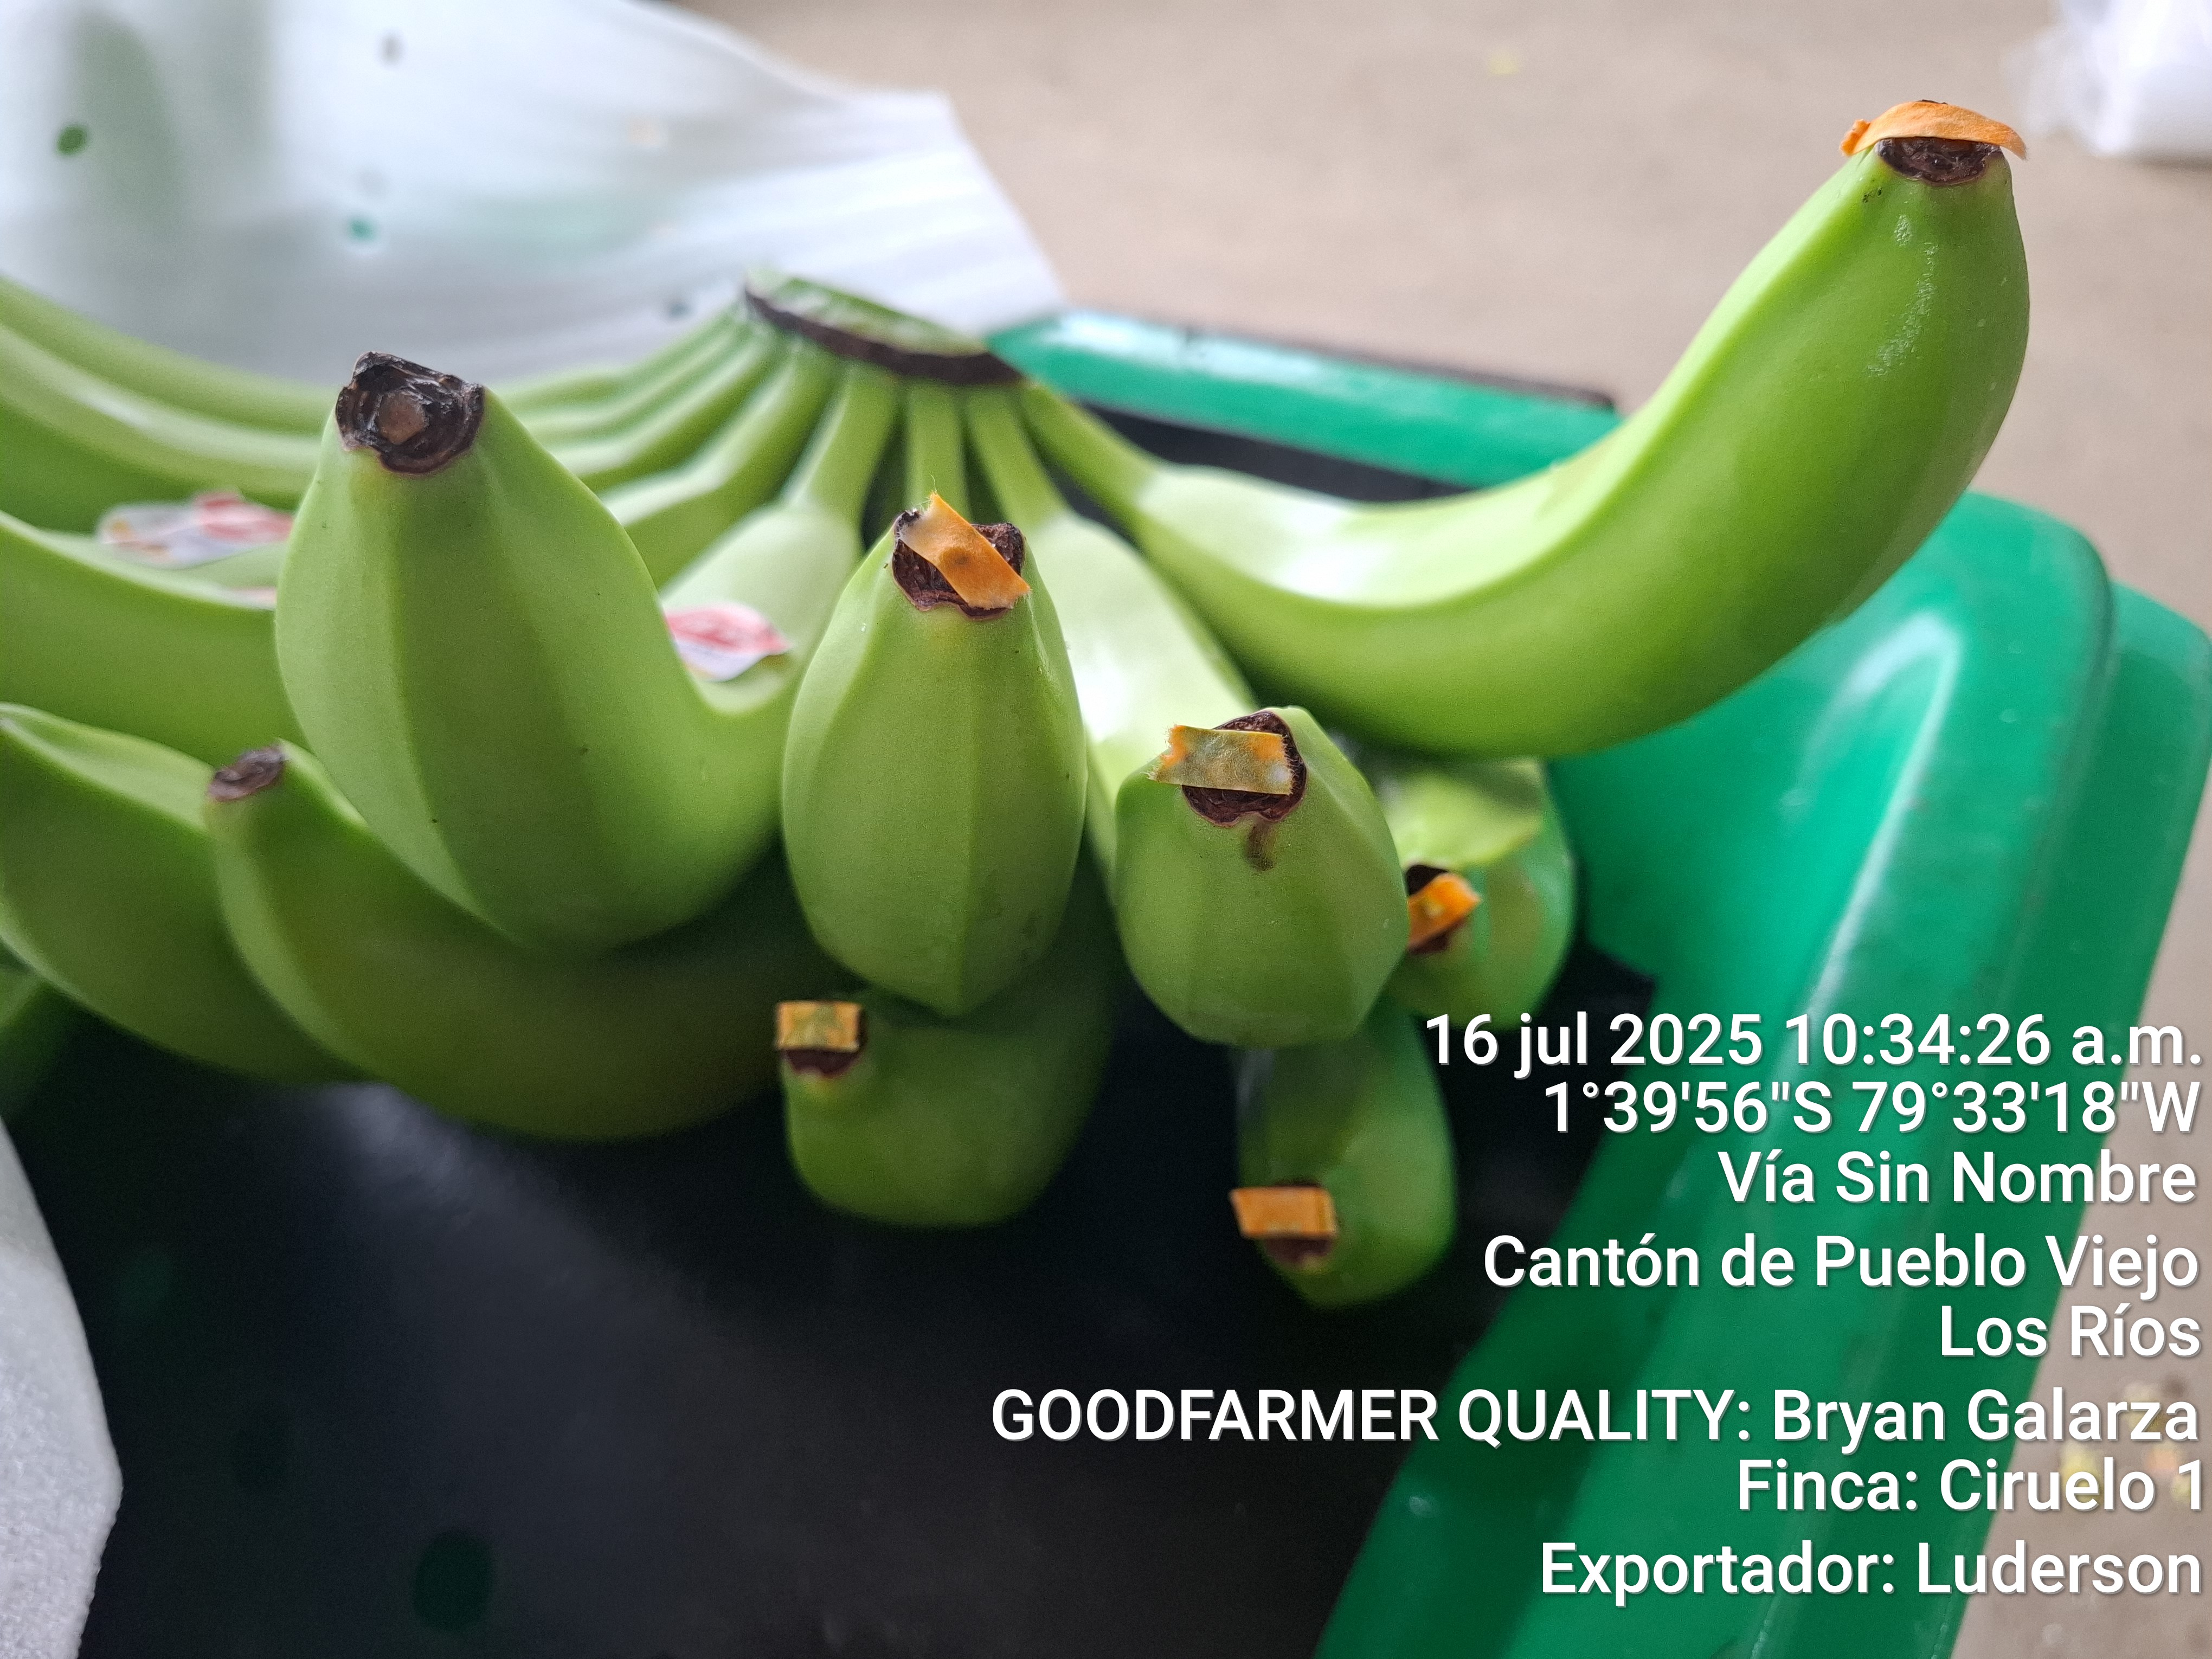 16 jul 2025 10:34:26 a.m.
1°39'56"S 79°33'18"W
Vía Sin Nombre
Cantón de Pueblo Viejo
Los Ríos
GOODFARMER QUALITY: Bryan Galarza
Finca: Ciruelo 1
Exportador: Luderson